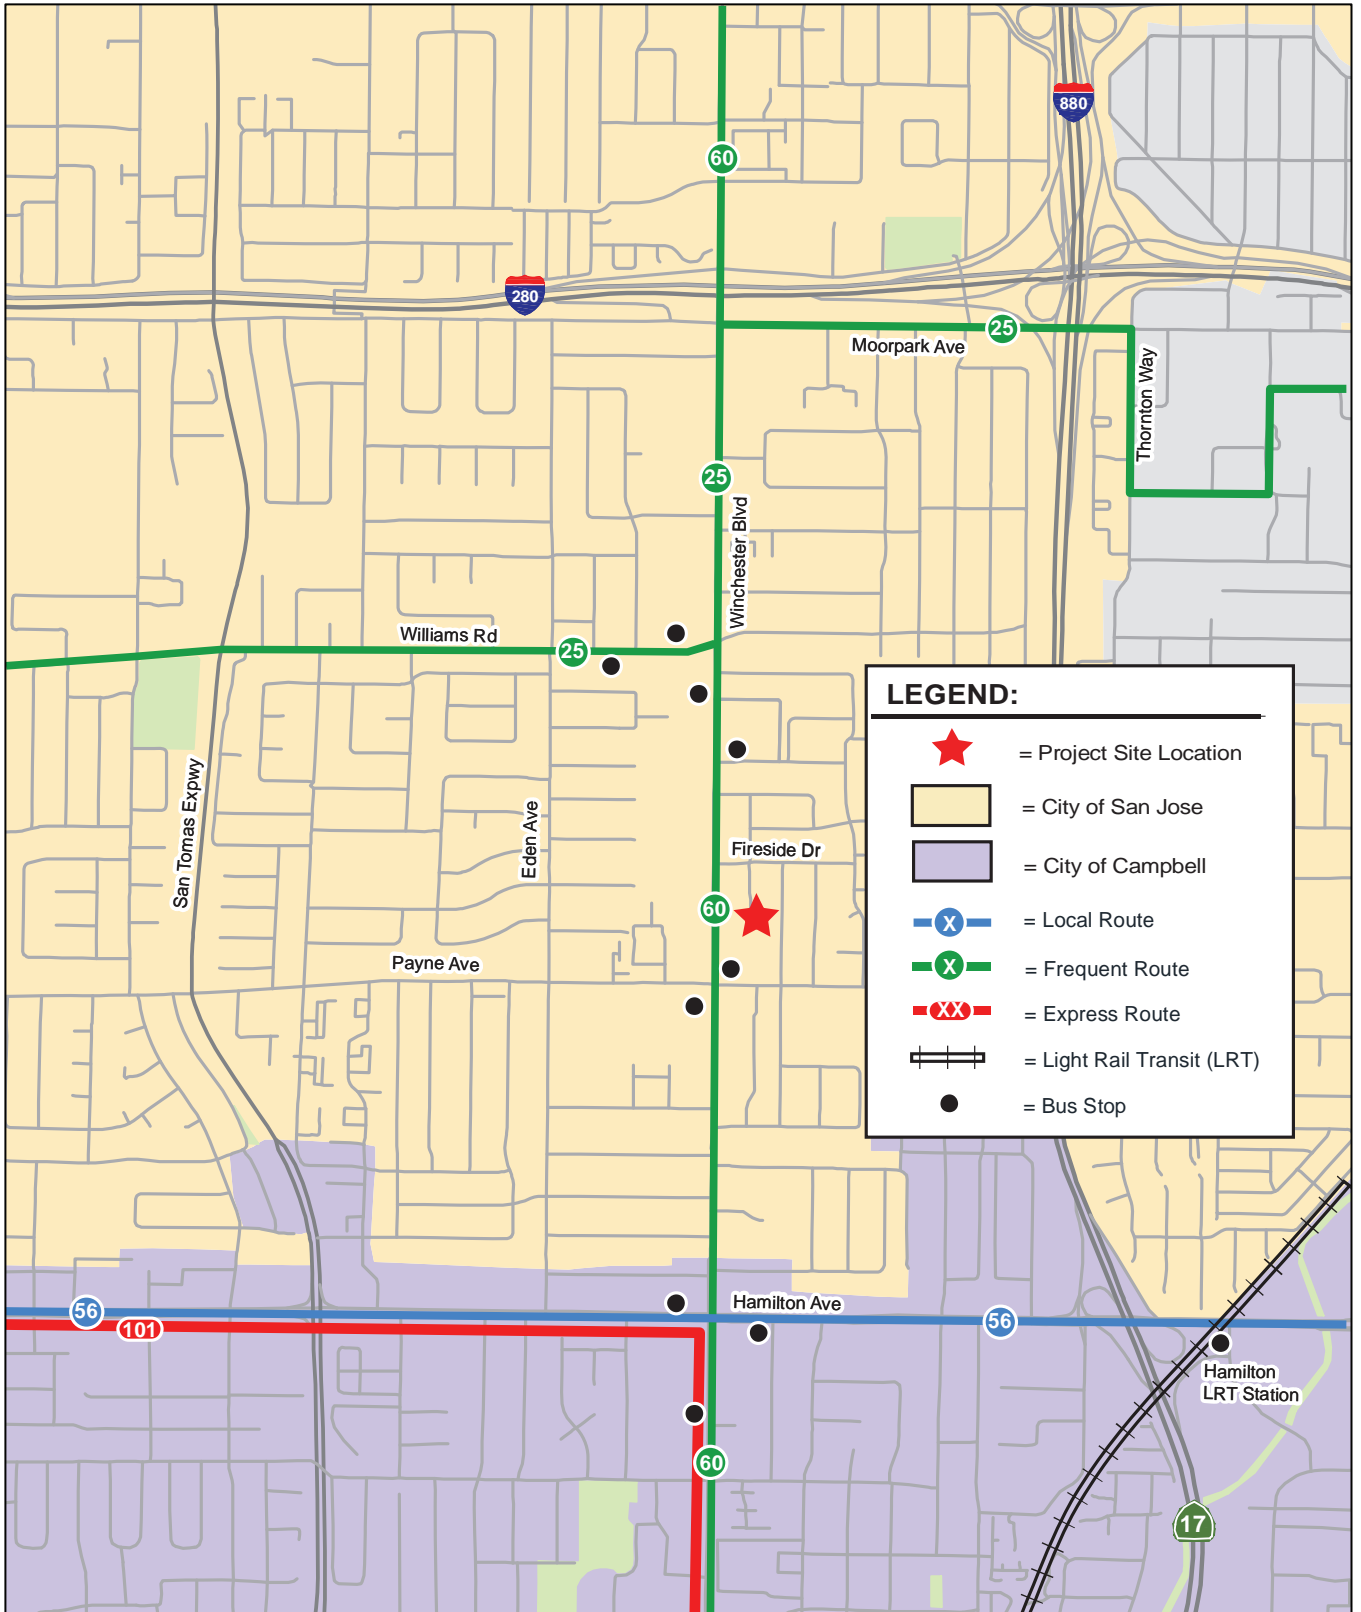 880
60
280
25
Moorpark Ave
Thornton Way
25
Winchester Blvd
Williams Rd
25
LEGEND:
= Project Site Location
= City of San Jose
= City of Campbell
X = Local Route
X = Frequent Route
XX = Express Route
= Light Rail Transit (LRT)
= Bus Stop
San Tomas Expwy
Eden Ave
Fireside Dr
60
Payne Ave
56
101
Hamilton Ave
56
Hamilton
LRT Station
60
17